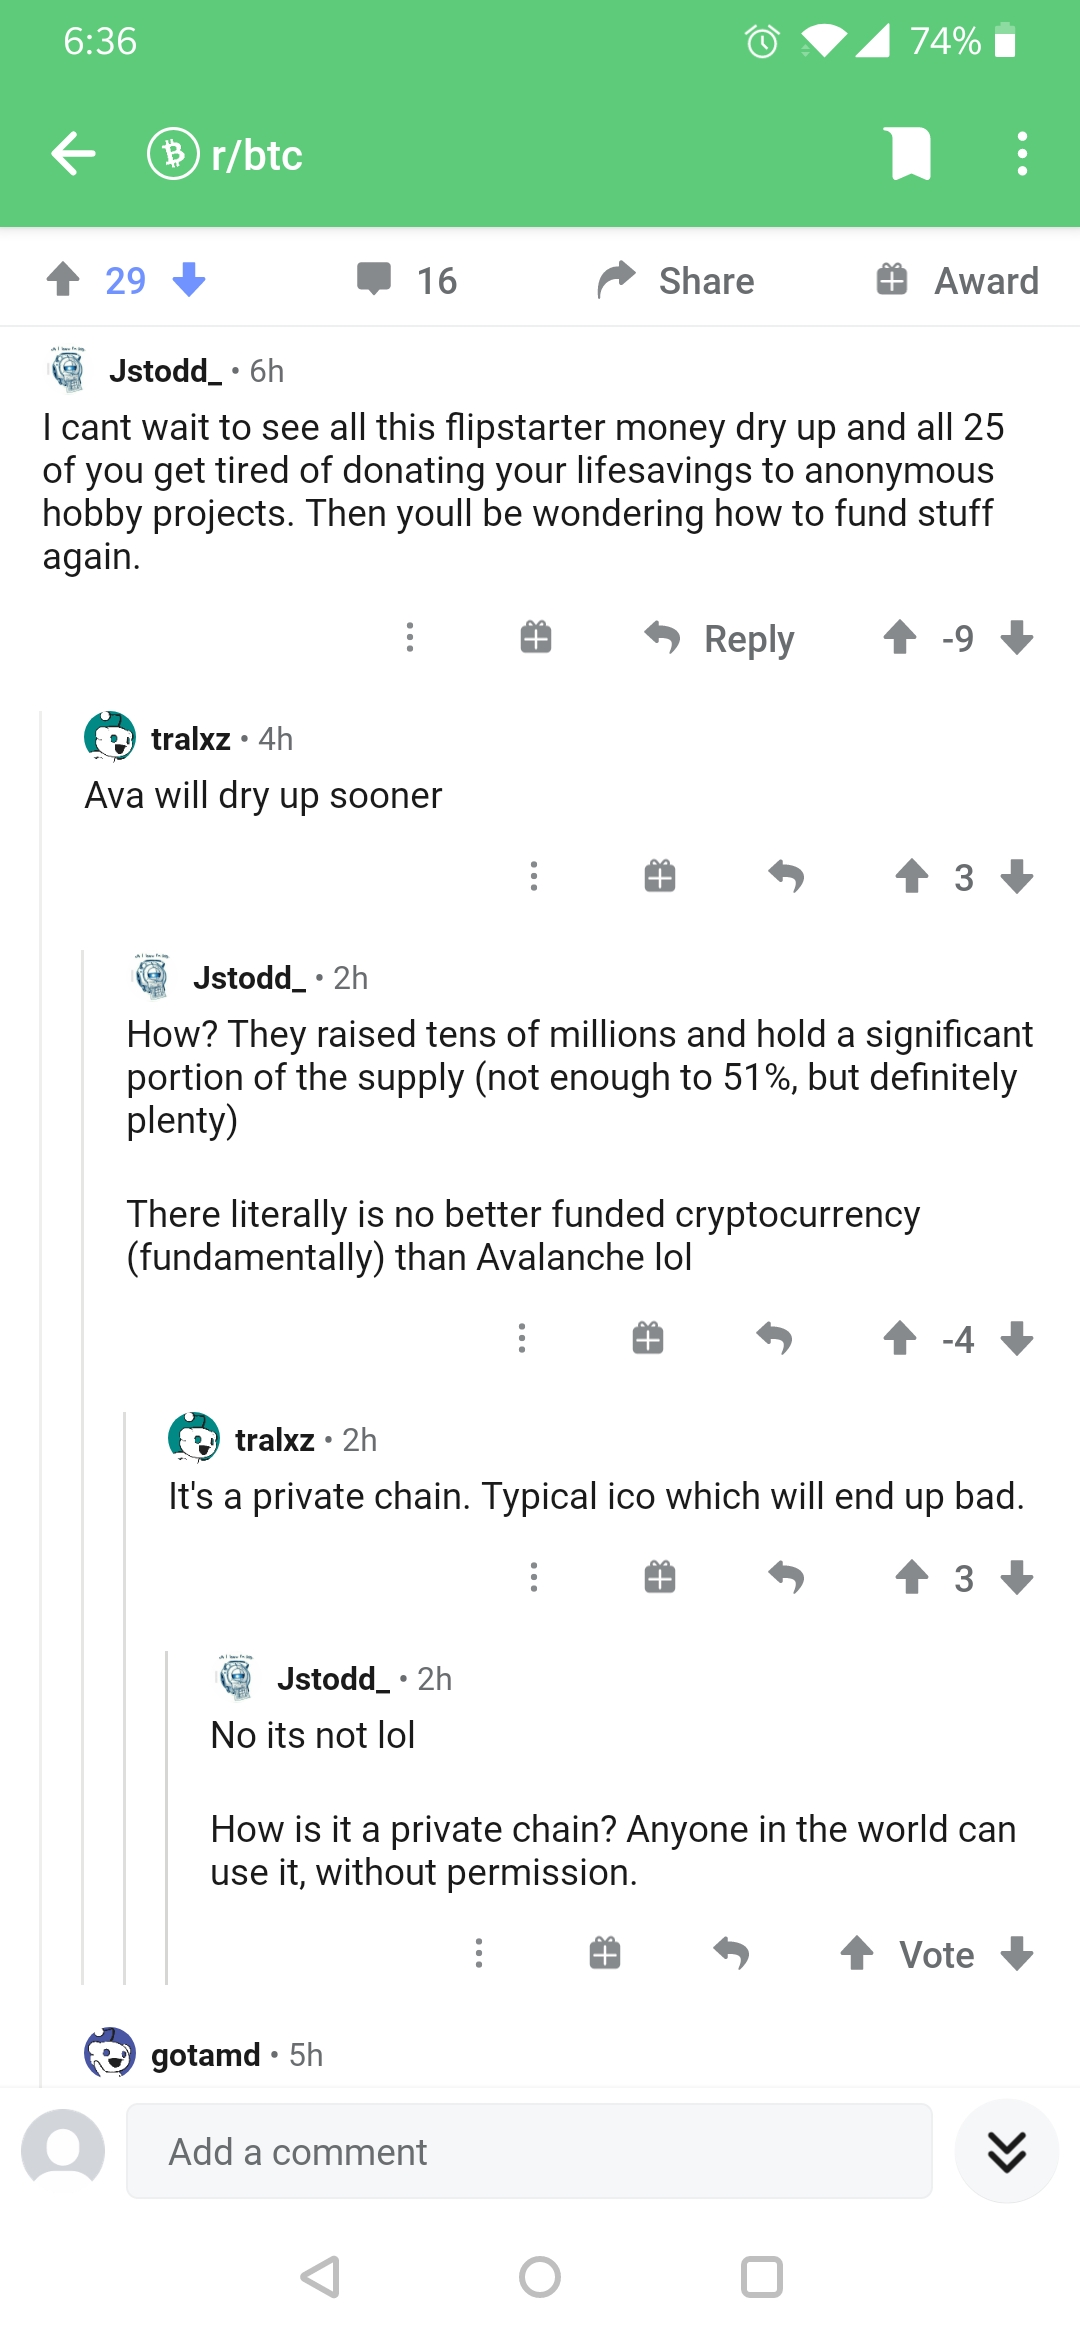 6:36
74%
r/btc
29
16
Share
Award
Jstodd_ • 6h
I cant wait to see all this flipstarter money dry up and all 25
of you get tired of donating your lifesavings to anonymous
hobby projects. Then youll be wondering how to fund stuff
again.
Reply
-9
tralxz • 4h
Ava will dry up sooner
3
Jstodd_ • 2h
How? They raised tens of millions and hold a significant
portion of the supply (not enough to 51%, but definitely
plenty)
There literally is no better funded cryptocurrency
(fundamentally) than Avalanche lol
-4
tralxz • 2h
It's a private chain. Typical ico which will end up bad.
3
Jstodd_ • 2h
No its not lol
How is it a private chain? Anyone in the world can
use it, without permission.
Vote
gotamd • 5h
Add a comment